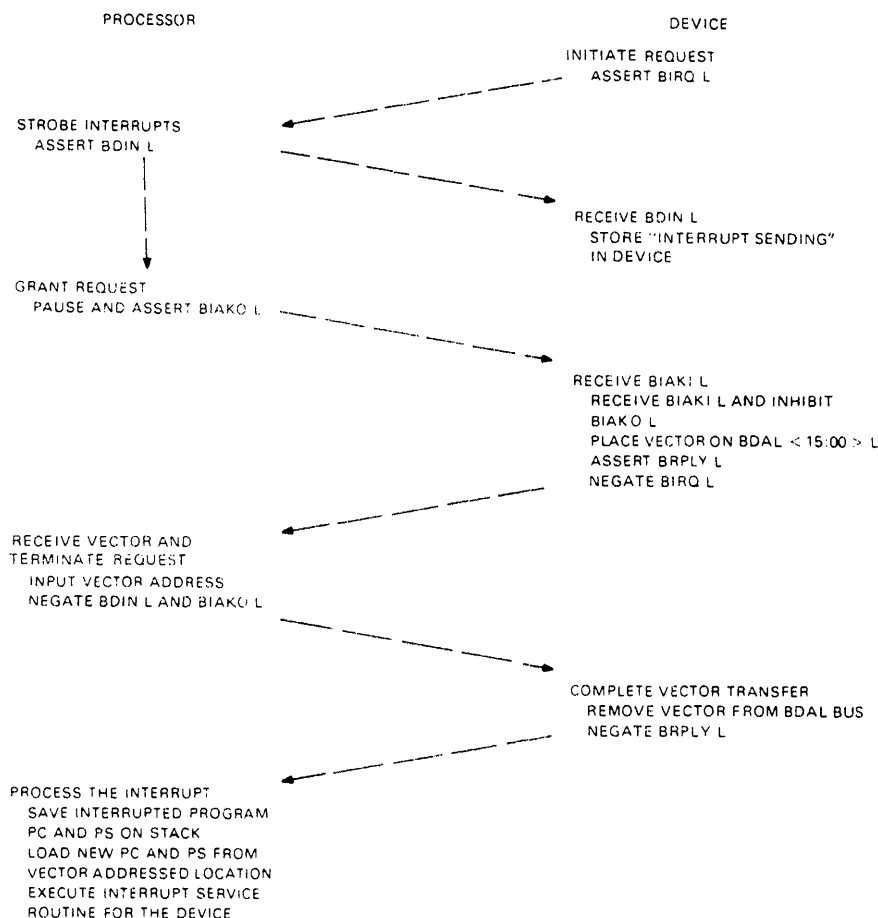 PROCESSOR
DEVICE
INITIATE REQUEST
ASSERT BIRQ L
STROBE INTERRUPTS
ASSERT BDIN L
RECEIVE BDIN L
STORE "INTERRUPT SENDING"
IN DEVICE
GRANT REQUEST
PAUSE AND ASSERT BIAKO L
RECEIVE BIAKI L
RECEIVE BIAKI L AND INHIBIT
BIAKO L
PLACE VECTOR ON BDAL < 15:00 > L
ASSERT BRPLY L
NEGATE BIRQ L
RECEIVE VECTOR AND
TERMINATE REQUEST
INPUT VECTOR ADDRESS
NEGATE BDIN L AND BIAKO L
COMPLETE VECTOR TRANSFER
REMOVE VECTOR FROM BDAL BUS
NEGATE BRPLY L
PROCESS THE INTERRUPT
SAVE INTERRUPTED PROGRAM
PC AND PS ON STACK
LOAD NEW PC AND PS FROM
VECTOR ADDRESSED LOCATION
EXECUTE INTERRUPT SERVICE
ROUTINE FOR THE DEVICE